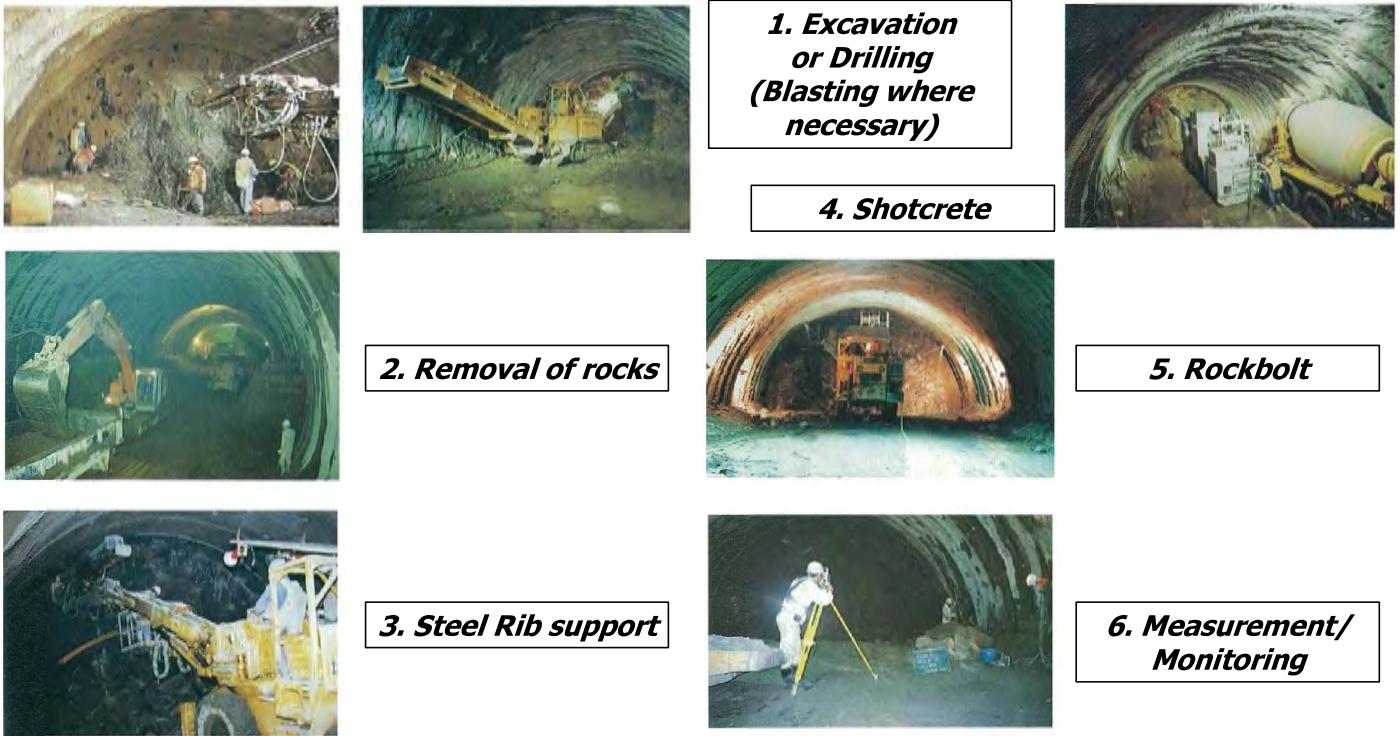 1. Excavation
or Drilling
(Blasting where
necessary)
4. Shotcrete
2. Removal of rocks
5. Rockbolt
3. Steel Rib support
6. Measurement/
Monitoring